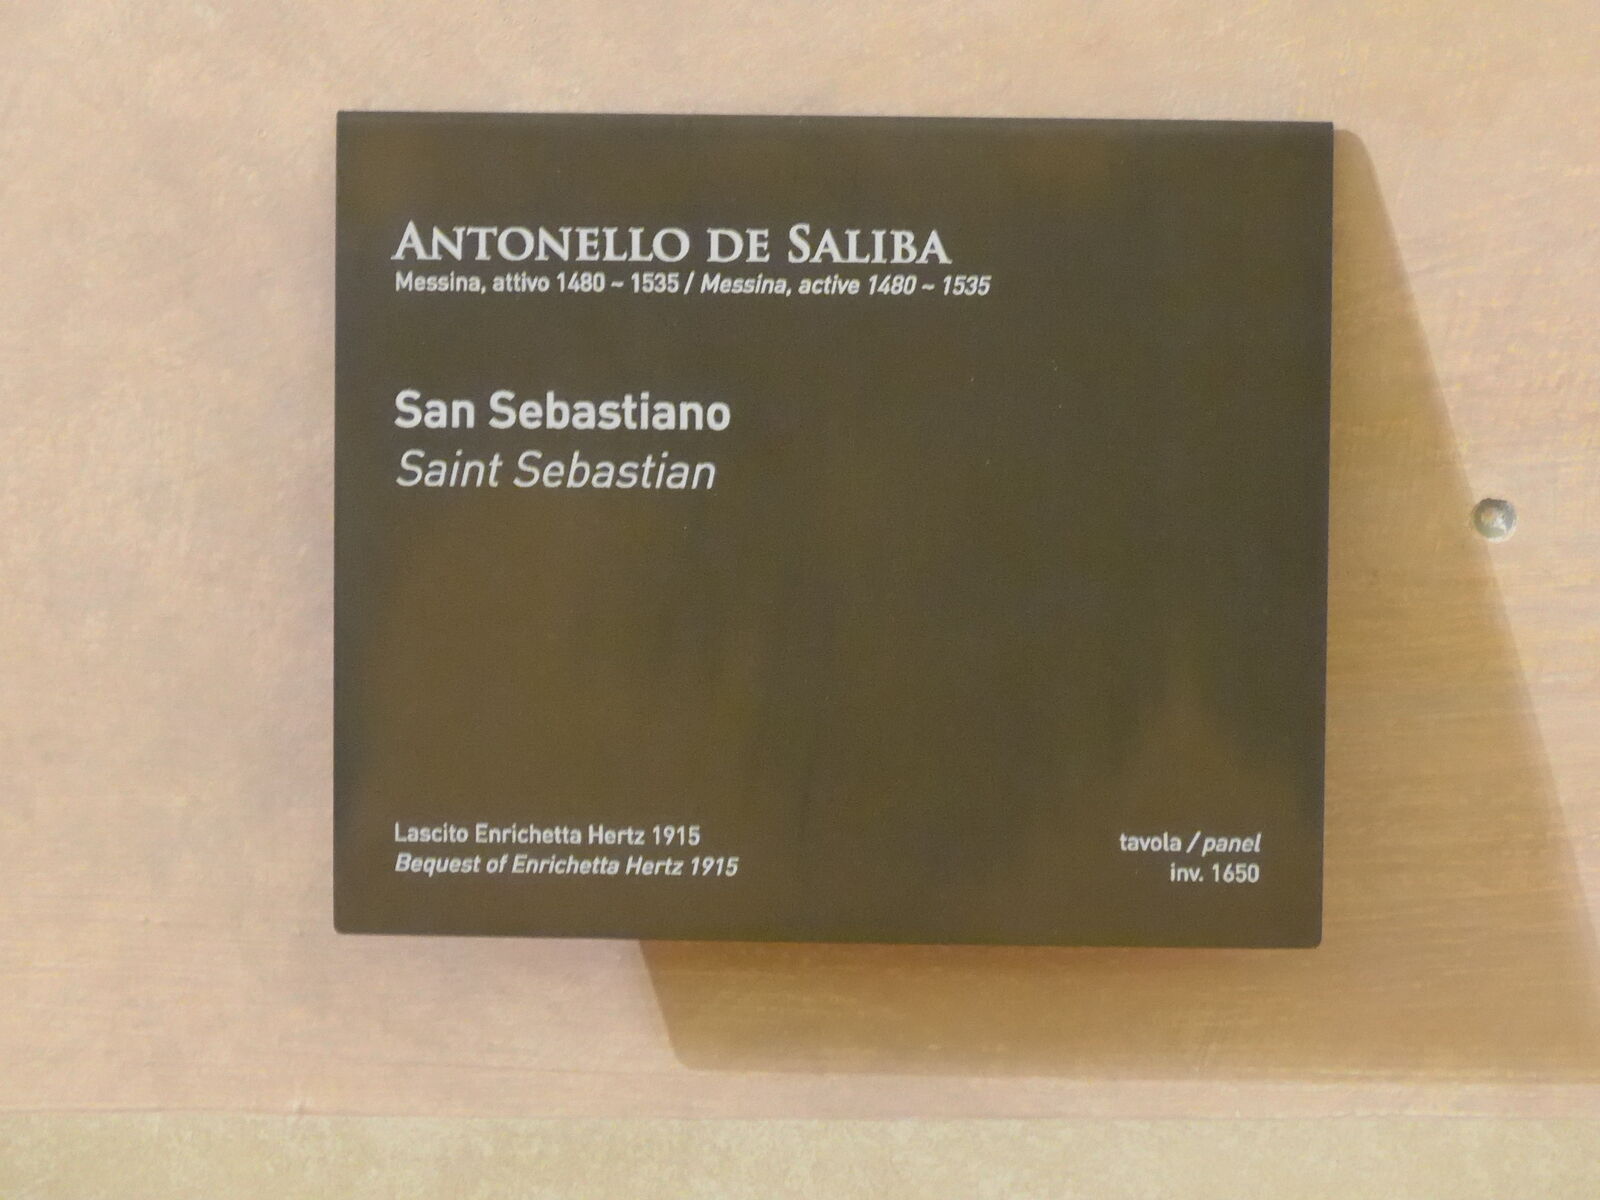 ANTONELLO DE SALIBA
Messina, attivo 1480 ~ 1535 / Messina, active 1480 ~ 1535
San Sebastiano
Saint Sebastian
Lascito Enrichetta Hertz 1915
Bequest of Enrichetta Hertz 1915
tavola / panel
inv. 1650